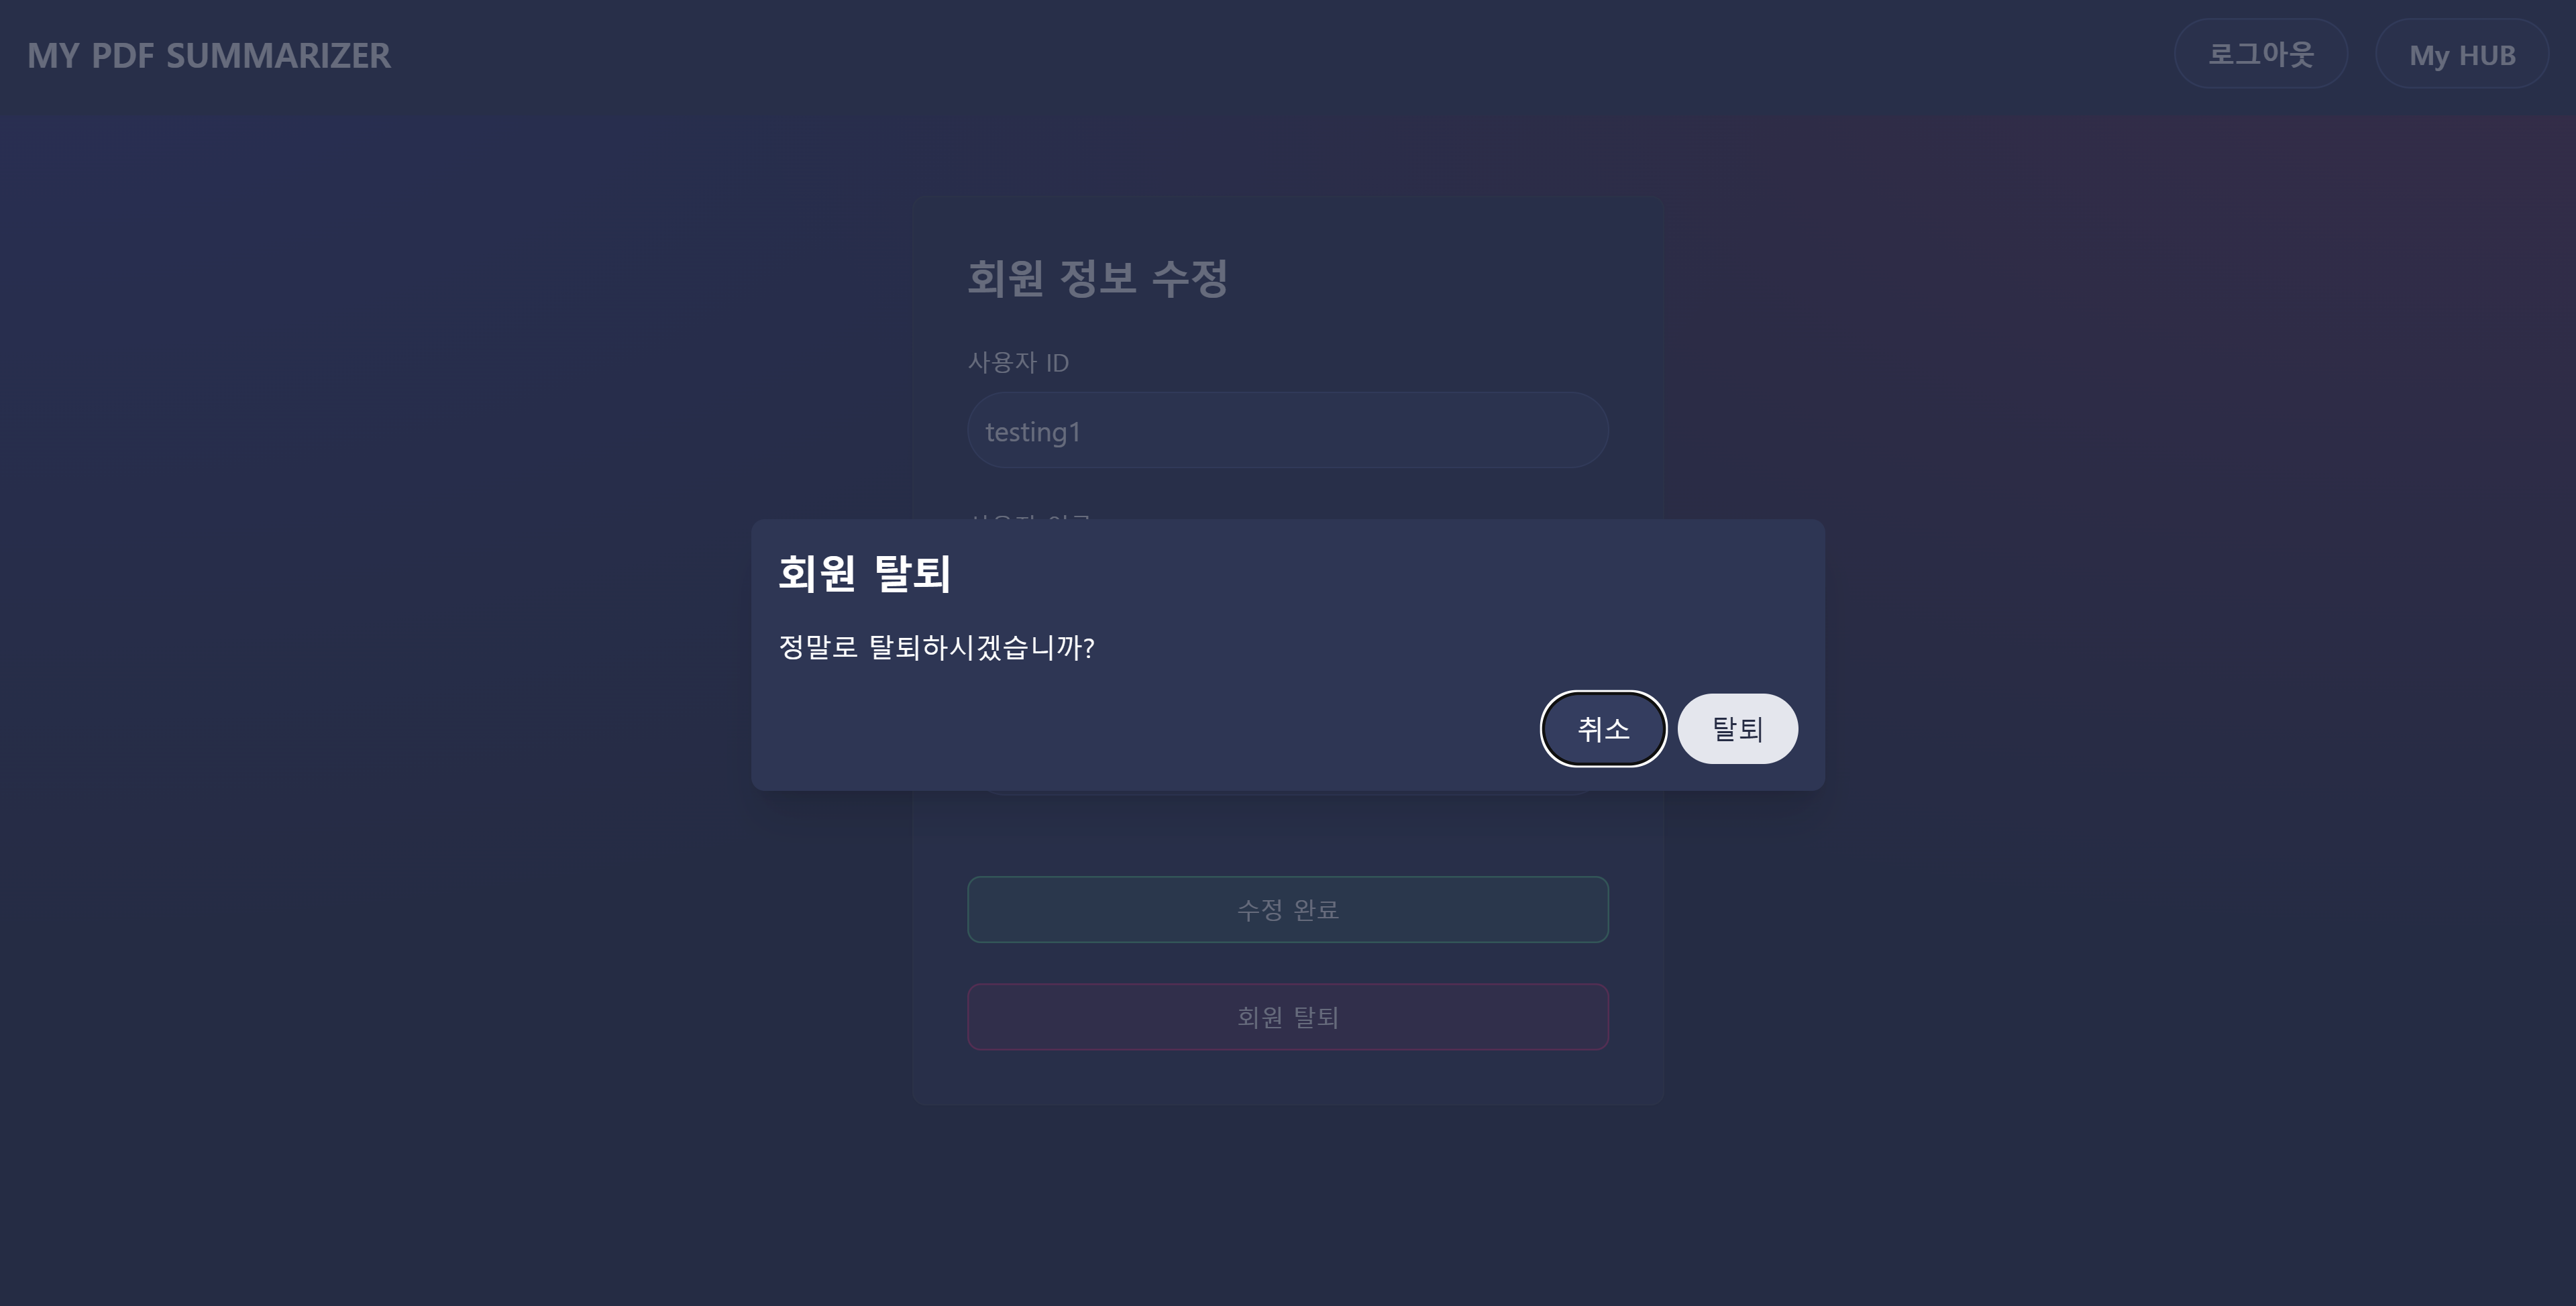 MY PDF SUMMARIZER
로그아웃
My HUB
회원 정보 수정
사용자 ID
testing1
회원 탈퇴
정말로 탈퇴하시겠습니까?
취소
탈퇴
수정 완료
회원 탈퇴